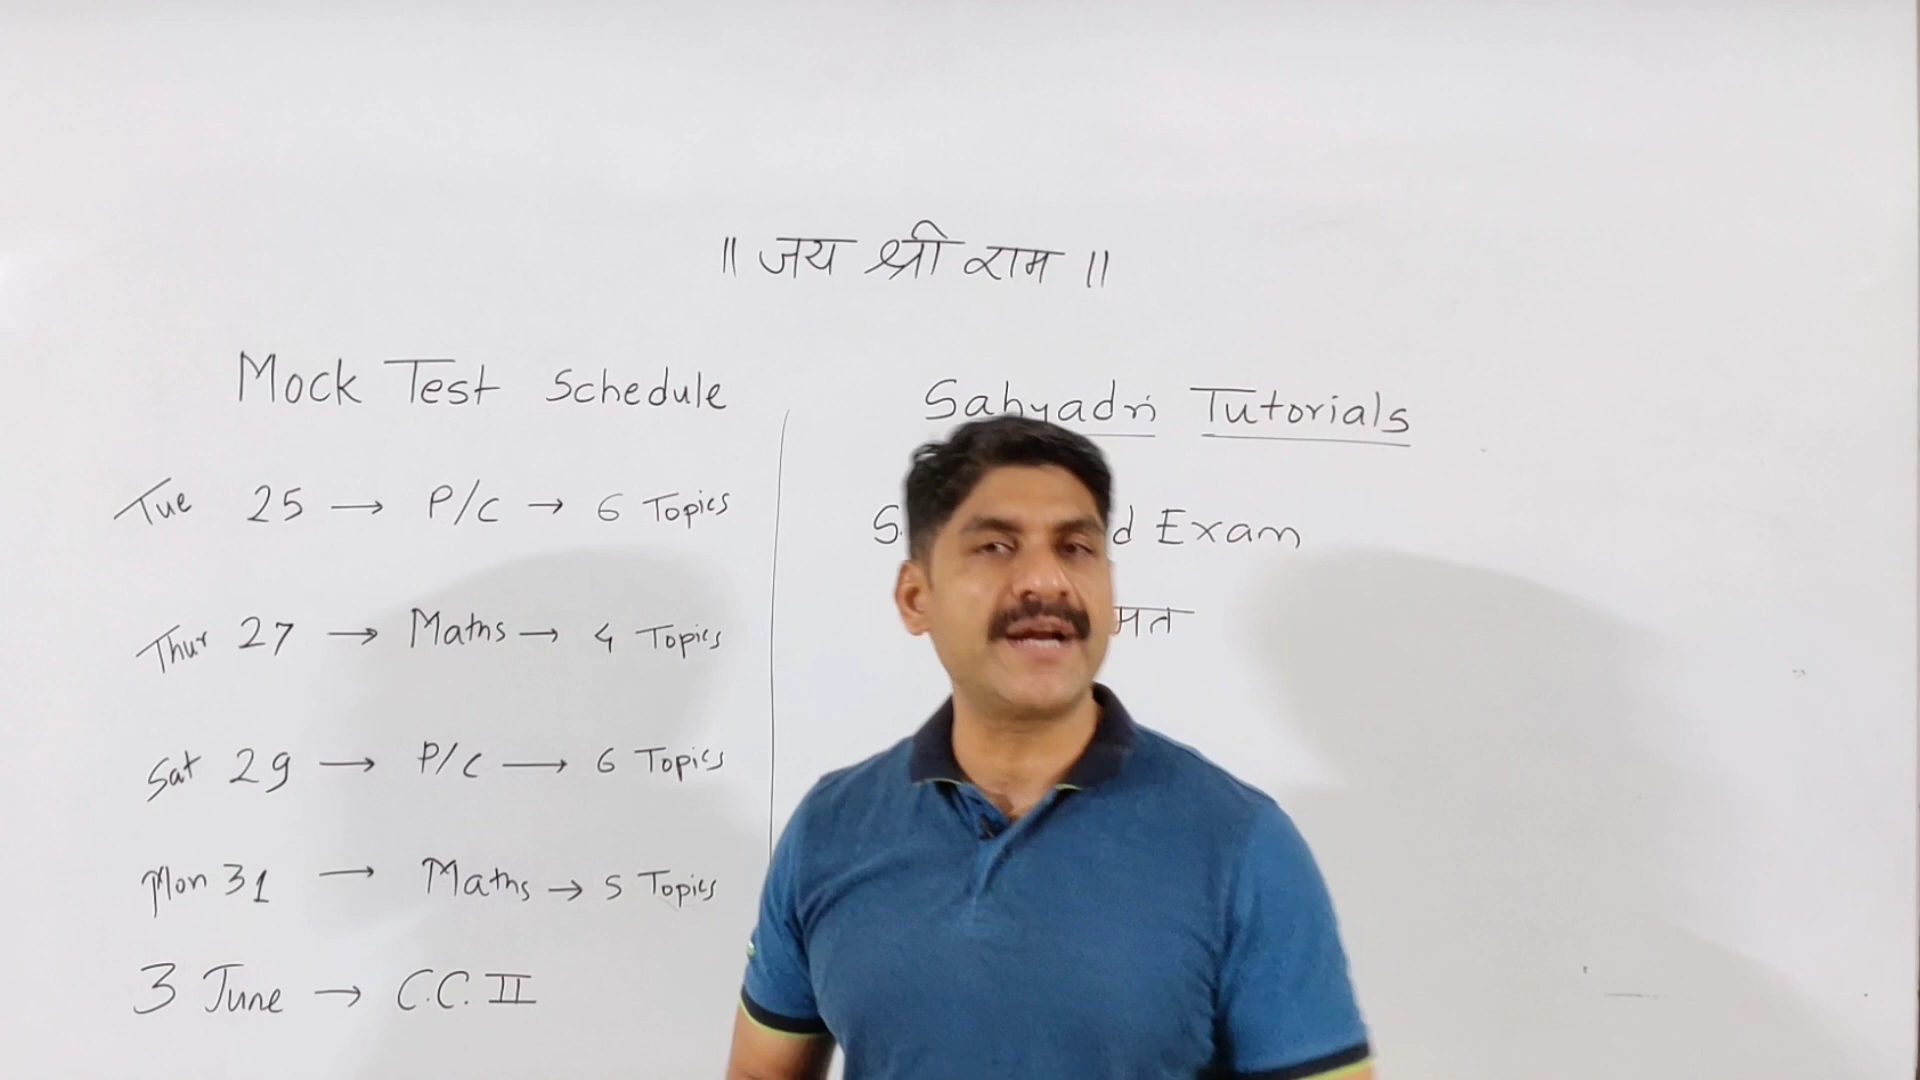 ॥ जय श्री राम ॥
Mock Test Schedule
Tue 25 → P/C → 6 Topics
Thur 27 → Maths → 4 Topics
Sat 29 → P/C → 6 Topics
Mon 31 → Maths → 5 Topics
3 June → C.C. II
Sahyadri Tutorials
Exam